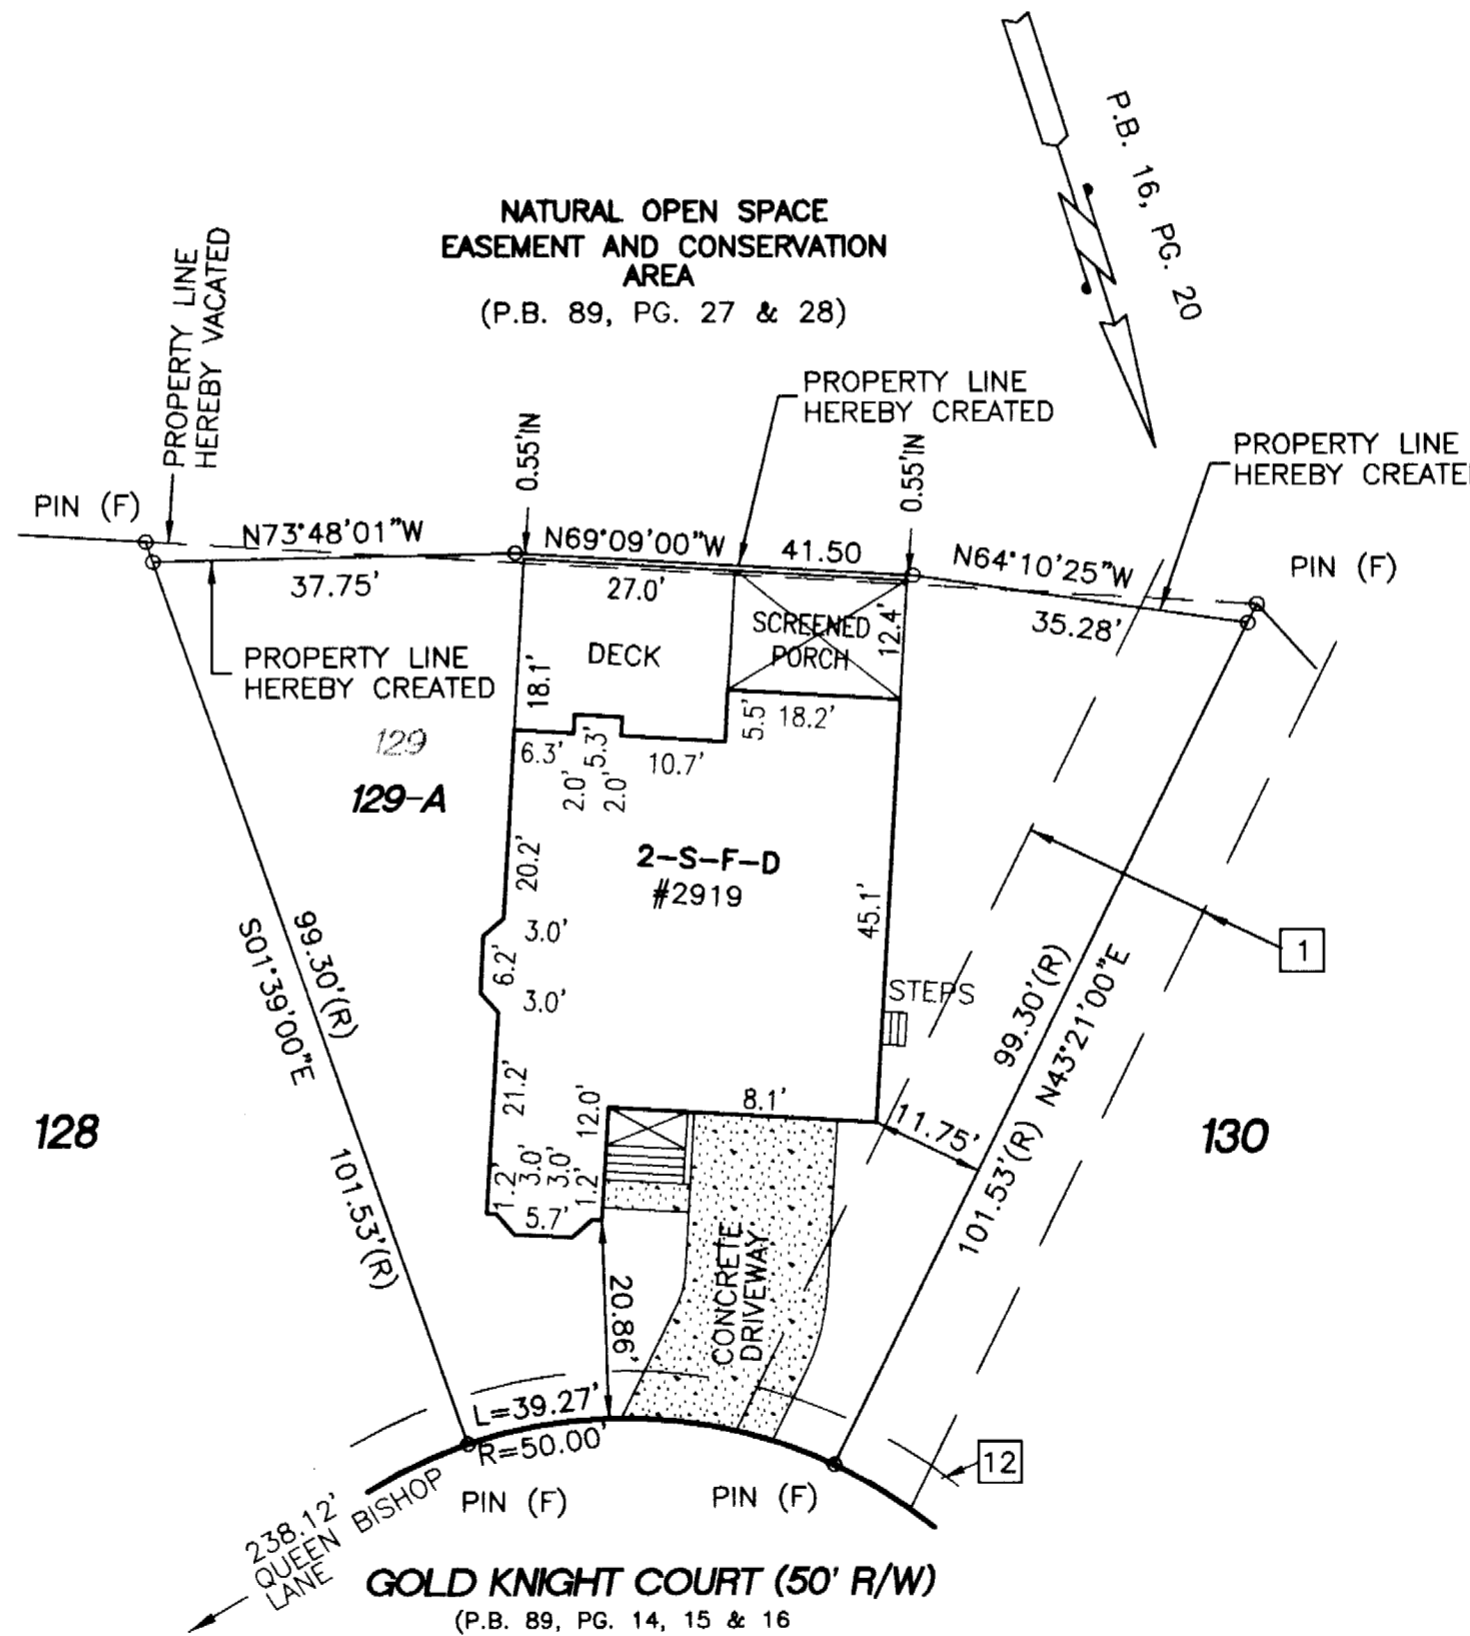 P.B. 16, PG. 20
NATURAL OPEN SPACE
EASEMENT AND CONSERVATION
AREA
(P.B. 89, PG. 27 & 28)
PROPERTY LINE
HEREBY VACATED
PROPERTY LINE
HEREBY CREATED
PROPERTY LINE
HEREBY CREATE
0.55'IN
0.55'IN
PIN (F)
N73°48'01"W
N69°09'00"W
41.50
N64°10'25"W
PIN (F)
37.75'
27.0'
35.28'
PROPERTY LINE
HEREBY CREATED
DECK
SCREENED
PORCH
12.4'
18.1'
129
129-A
6.3'
5.3'
2.0'
2.0'
10.7'
5.5'
18.2'
2-S-F-D
#2919
20.2'
3.0'
6.2'
3.0'
45.1'
1
STEPS
99.30'(R)
S01°39'00"E
101.53'(R)
99.30'(R)
N43°21'00"E
101.53'(R)
128
130
21.2'
12.0'
8.1'
11.75'
1.2'
3.0'
3.0'
1.2'
5.7'
20.86'
CONCRETE
DRIVEWAY
L=39.27'
R=50.00'
12
PIN (F)
PIN (F)
238.12'
QUEEN BISHOP
LANE
GOLD KNIGHT COURT (50' R/W)
(P.B. 89, PG. 14, 15 & 16